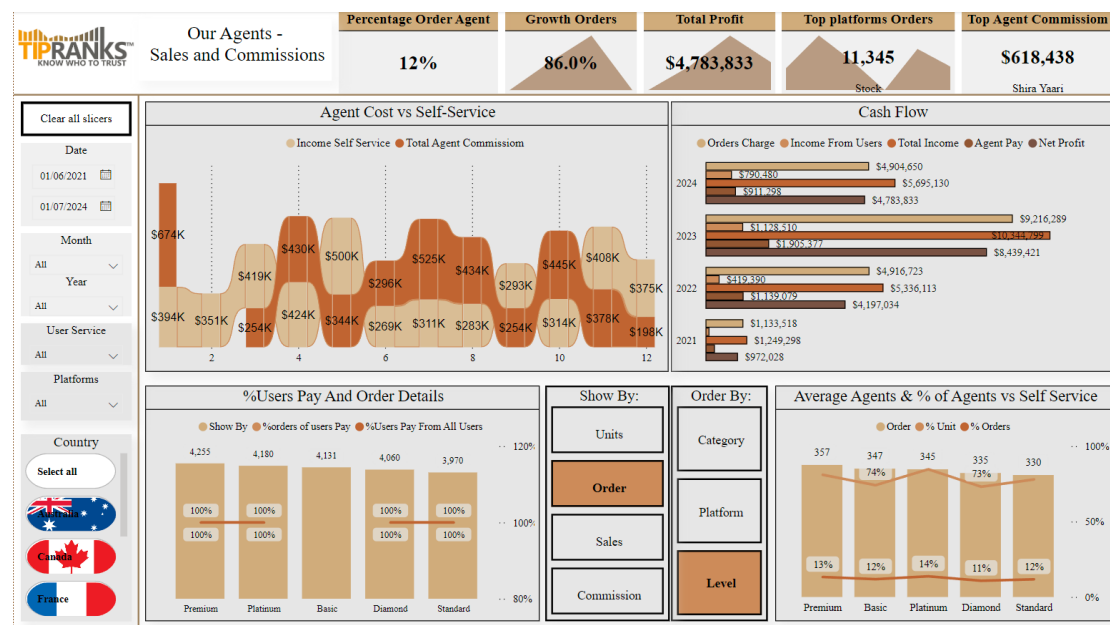 TIPRANKS™
KNOW WHO TO TRUST
Our Agents -
Sales and Commissions
Percentage Order Agent
12%
Growth Orders
86.0%
Total Profit
$4,783,833
Top platforms Orders
11,345
Stock
Top Agent Commissiom
$618,438
Shira Yaari
Clear all slicers
Date
01/06/2021
01/07/2024
Month
All
Year
All
User Service
All
Platforms
All
Country
Select all
Australia
Canada
France
Agent Cost vs Self-Service
Income Self Service Total Agent Commissiom
$674K
$394K
$351K
$419K
$254K
$430K
$424K
$500K
$344K
$296K
$269K
$525K
$311K
$434K
$283K
$293K
$254K
$445K
$314K
$408K
$378K
$375K
$198K
2 4 6 8 10 12
Cash Flow
Orders Charge Income From Users Total Income Agent Pay Net Profit
2024
$4,904,650
$790,480
$5,695,130
$911,298
$4,783,833
2023
$9,216,289
$1,128,510
$10,344,799
$1,905,377
$8,439,421
2022
$4,916,723
$419,390
$5,336,113
$1,139,079
$4,197,034
2021
$1,133,518
$1,249,298
$972,028
%Users Pay And Order Details
Show By %orders of users Pay %Users Pay From All Users
4,255 4,180 4,131 4,060 3,970
120%
100%
80%
100% 100% 100% 100%
100% 100% 100% 100%
Premium Platinum Basic Diamond Standard
Show By:
Units
Order
Sales
Commission
Order By:
Category
Platform
Level
Average Agents & % of Agents vs Self Service
Order % Unit % Orders
357 347 345 335 330
74% 73%
13% 12% 14% 11% 12%
100%
50%
0%
Premium Basic Platinum Diamond Standard